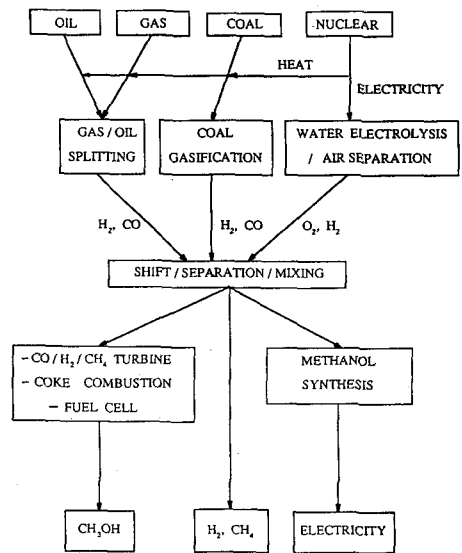 OIL
GAS
COAL
NUCLEAR
HEAT
ELECTRICITY
GAS / OIL
SPLITTING
COAL
GASIFICATION
WATER ELECTROLYSIS
/ AIR SEPARATION
H₂, CO
H₂, CO
O₂, H₂
SHIFT / SEPARATION / MIXING
– CO / H₂ / CH₄ TURBINE
– COKE COMBUSTION
– FUEL CELL
METHANOL
SYNTHESIS
CH₃OH
H₂, CH₄
ELECTRICITY